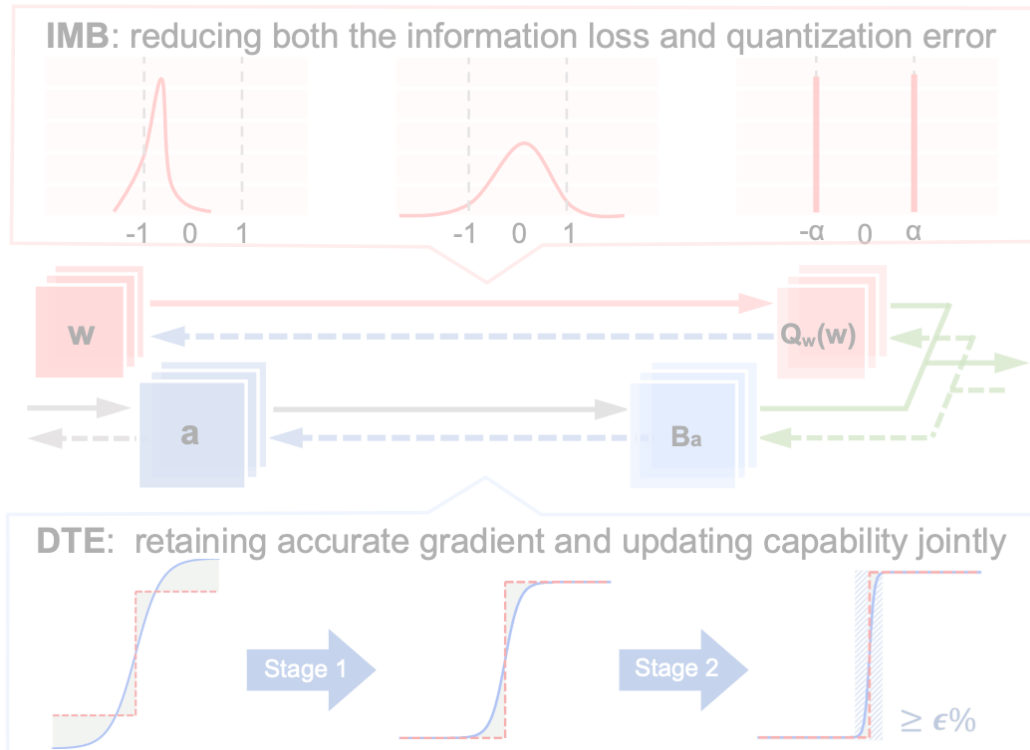 IMB: reducing both the information loss and quantization error
-1 0 1
-1 0 1
-α 0 α
w
Q_w(w)
a
Ba
DTE: retaining accurate gradient and updating capability jointly
Stage 1
Stage 2
≥ ϵ%